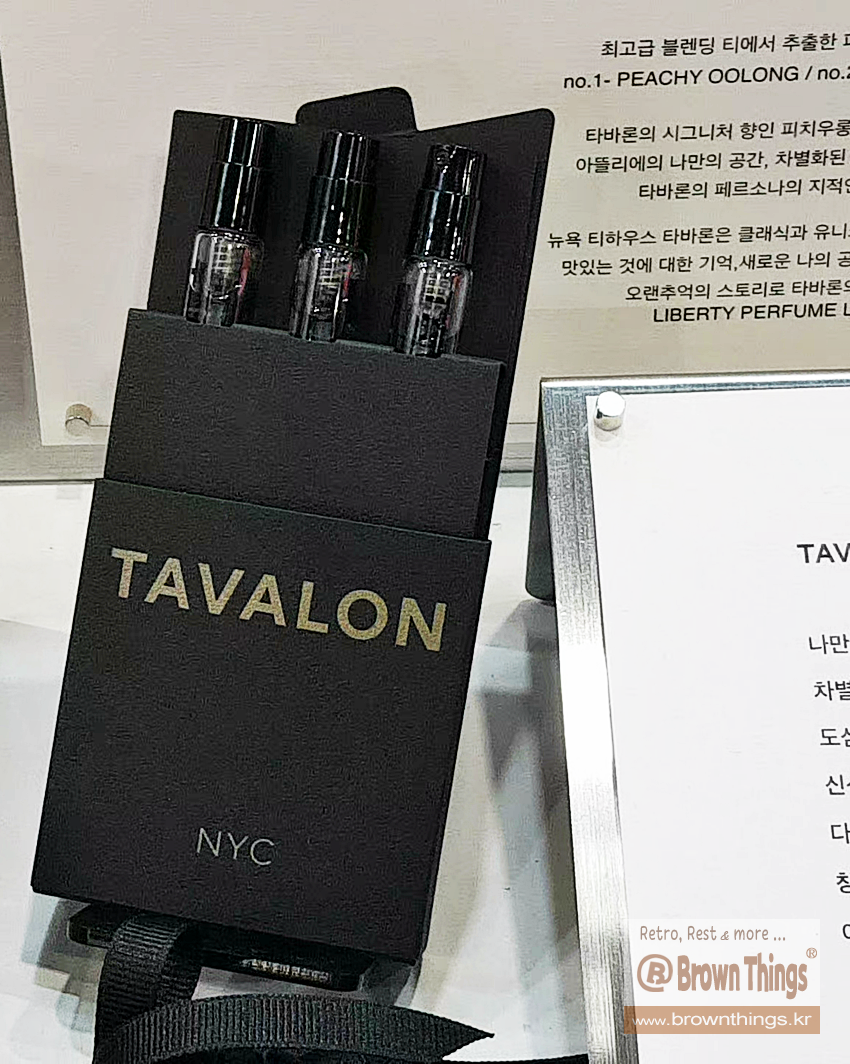 최고급 블렌딩 티에서 추출한
no.1- PEACHY OOLONG / no.2
타바론의 시그니처 향인 피치우롱
아뜰리에의 나만의 공간, 차별화된
타바론의 페르소나의 지적인
뉴욕 티하우스 타바론은 클래식과 유니
맛있는 것에 대한 기억,새로운 나의 공
오랜추억의 스토리로 타바론의
LIBERTY PERFUME L
TAVALON
NYC
TAV
나만
차별
도심
신
다
Retro, Rest & more ...
B Brown Things®
www.brownthings.kr